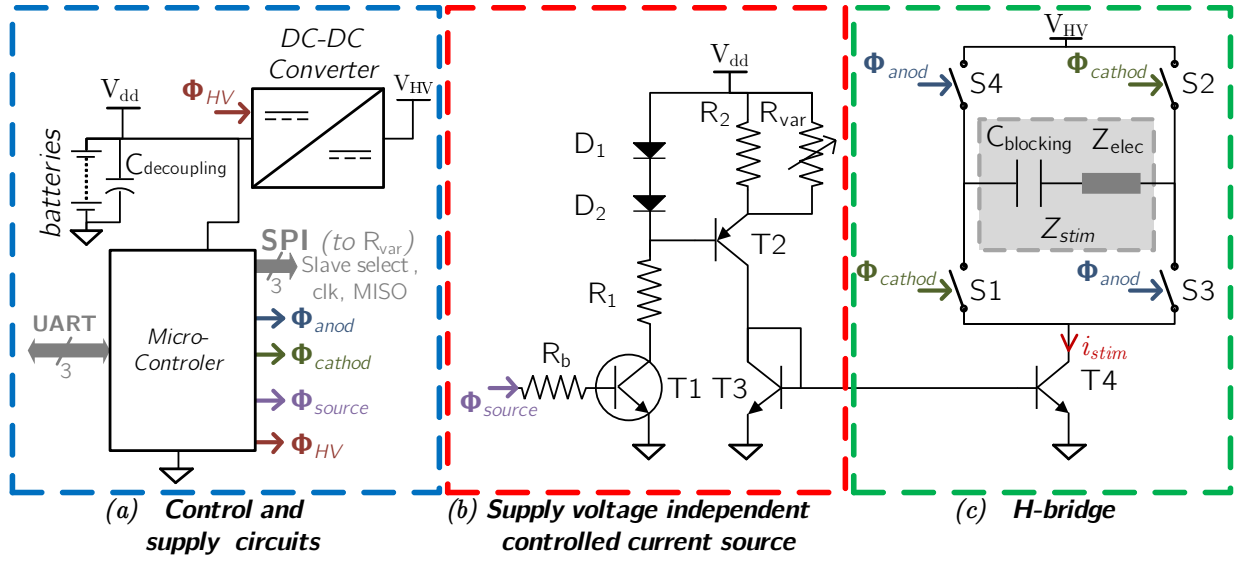 DC-DC
Converter
V_dd
Φ_HV
V_HV
batteries
C_decoupling
SPI (to R_var)
Slave select ,
clk, MISO
3
UART
3
Micro-
Controler
Φ_anod
Φ_cathod
Φ_source
Φ_HV
(a) Control and
supply circuits
V_dd
R_2
R_var
D_1
D_2
T2
R_1
R_b
T1
T3
Φ_source
(b) Supply voltage independent
controlled current source
V_HV
Φ_anod
S4
Φ_cathod
S2
C_blocking
Z_elec
Z_stim
Φ_cathod
S1
Φ_anod
S3
i_stim
T4
(c) H-bridge